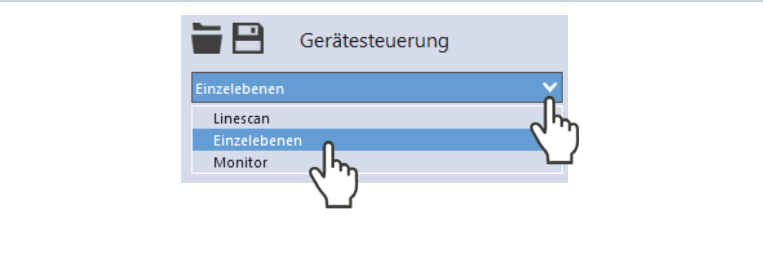 Gerätesteuerung
Einzelebenen
Linescan
Einzelebenen
Monitor